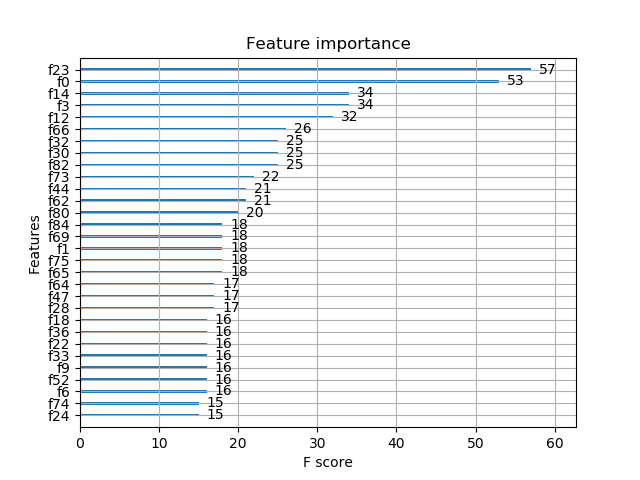 Feature importance
f23 57
f0 53
f14 34
f3 34
f12 32
f66 26
f32 25
f30 25
f82 25
f73 22
f44 21
f62 21
f80 20
f84 18
f69 18
f1 18
f75 18
f65 18
f64 17
f47 17
f28 17
f18 16
f36 16
f22 16
f33 16
f9 16
f52 16
f6 16
f74 15
f24 15
Features
0 10 20 30 40 50 60
F score